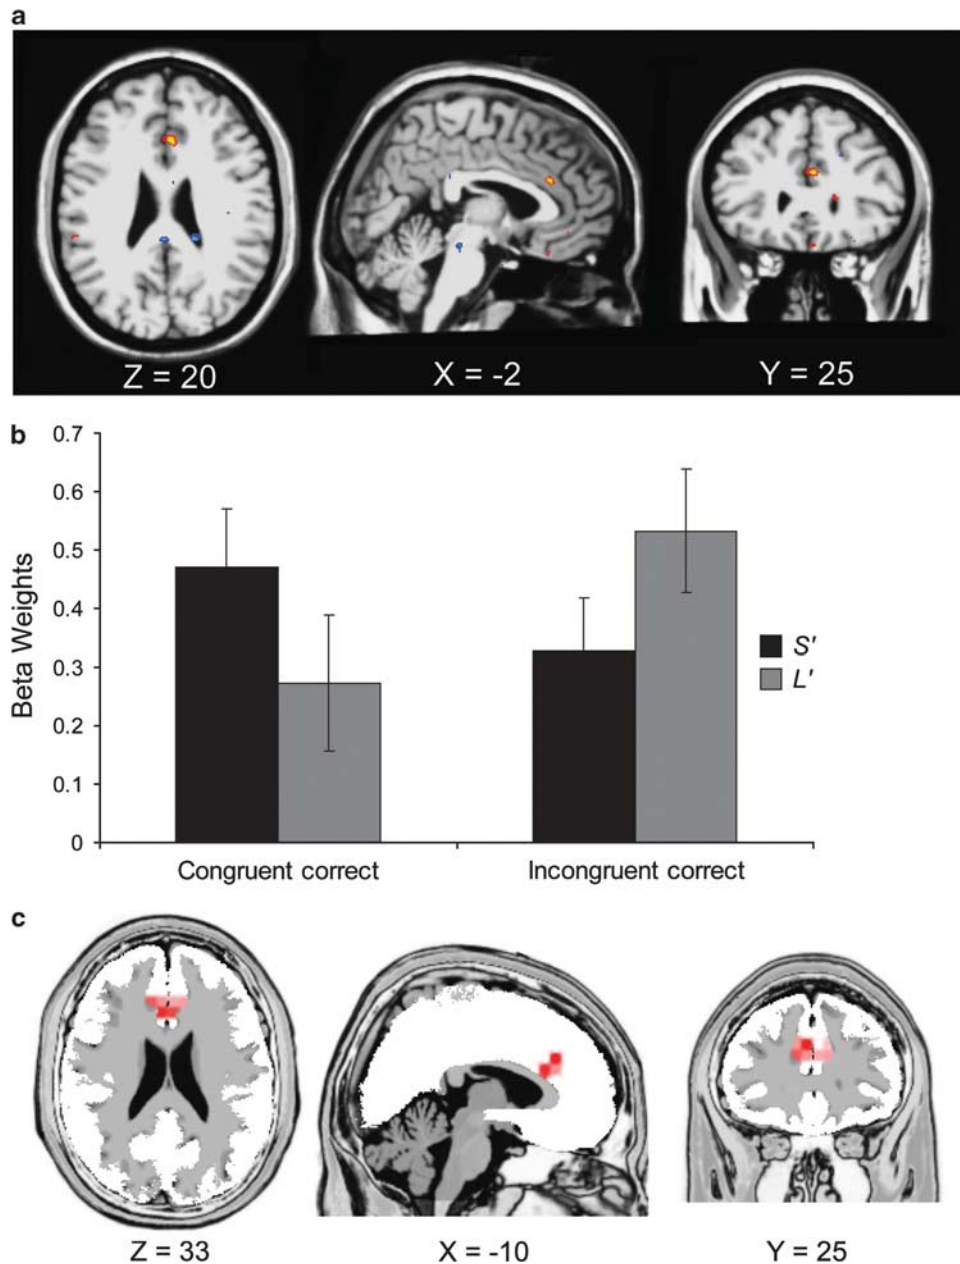 a
Z = 20
X = -2
Y = 25
b
0.7
0.6
0.5
0.4
0.3
0.2
0.1
0
Beta Weights
Congruent correct
Incongruent correct
S'
L'
c
Z = 33
X = -10
Y = 25